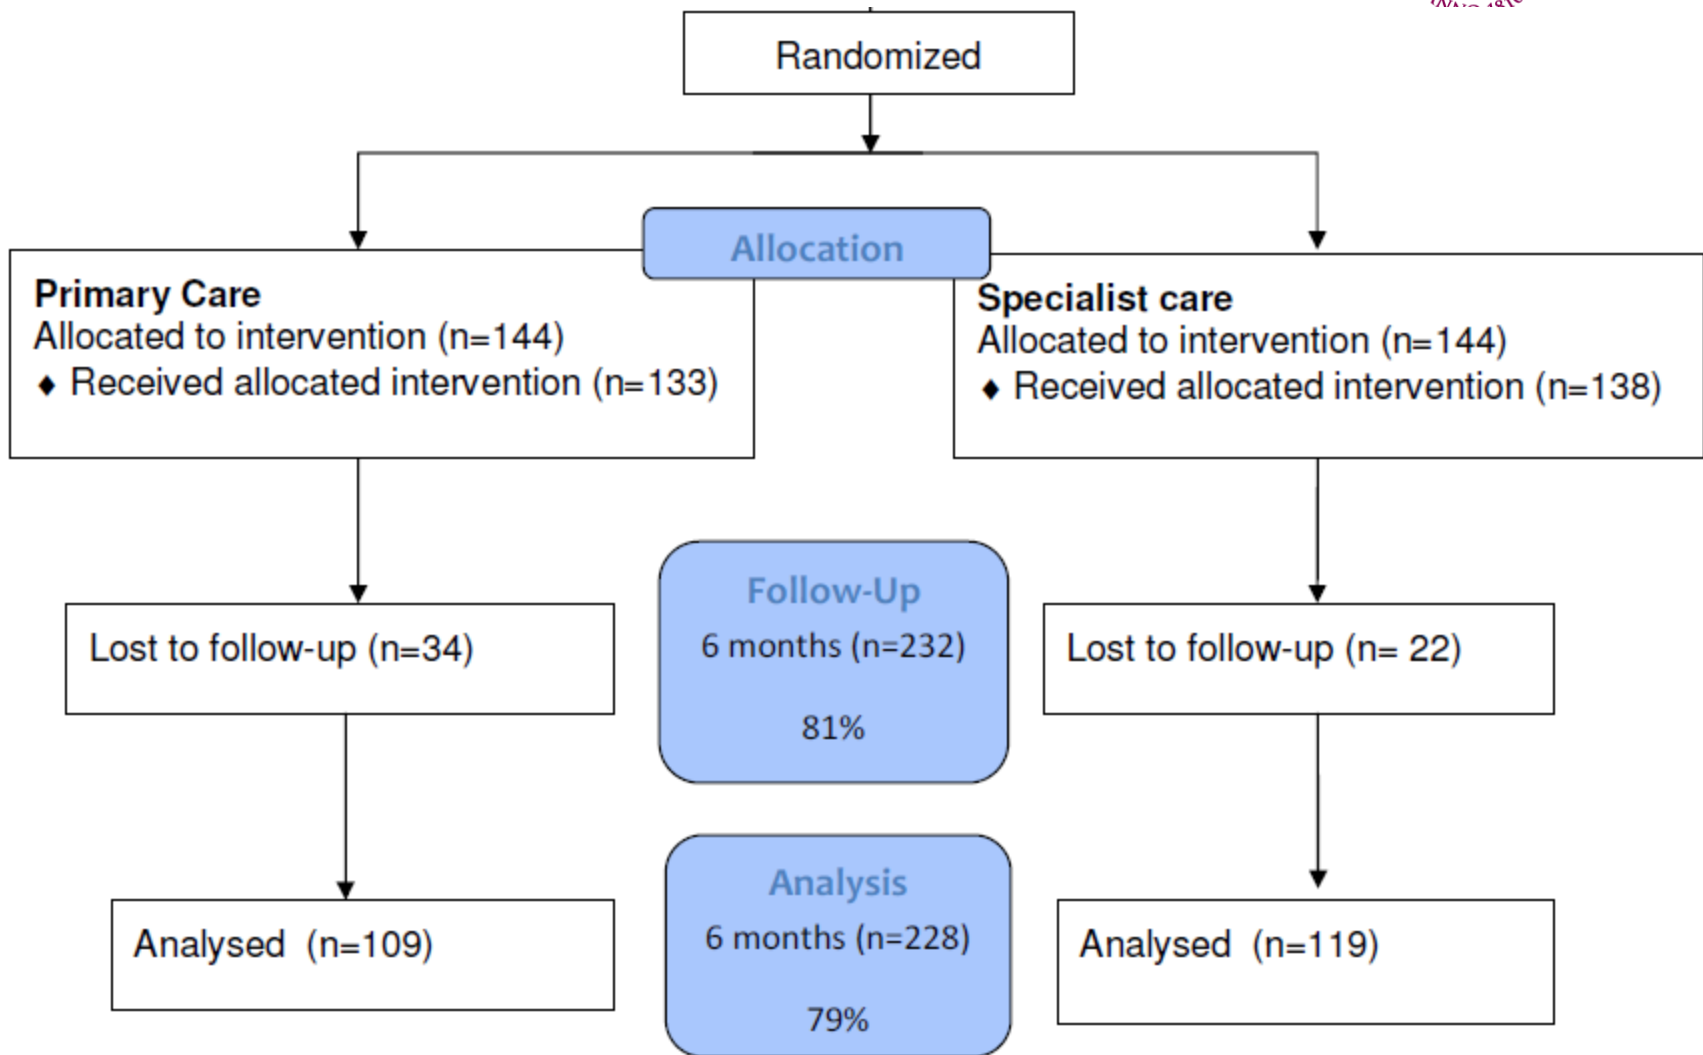 Randomized
Allocation
Primary Care
Allocated to intervention (n=144)
♦ Received allocated intervention (n=133)
Specialist care
Allocated to intervention (n=144)
♦ Received allocated intervention (n=138)
Follow-Up
6 months (n=232)
81%
Lost to follow-up (n=34)
Lost to follow-up (n= 22)
Analysis
6 months (n=228)
79%
Analysed (n=109)
Analysed (n=119)